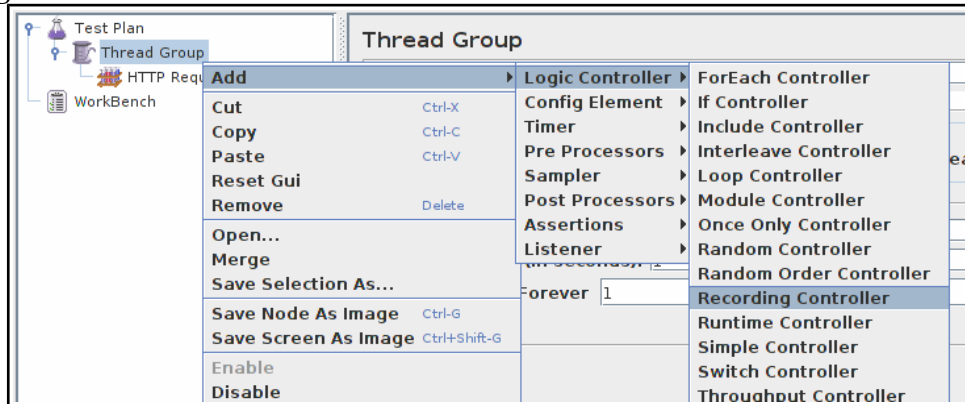 Test Plan
Thread Group
HTTP Requ
WorkBench
Thread Group
Add
Cut Ctrl-X
Copy Ctrl-C
Paste Ctrl-V
Reset Gui
Remove Delete
Open...
Merge
Save Selection As...
Save Node As Image Ctrl-G
Save Screen As Image Ctrl+Shift-G
Enable
Disable
Logic Controller
Config Element
Timer
Pre Processors
Sampler
Post Processors
Assertions
Listener
Forever 1
ForEach Controller
If Controller
Include Controller
Interleave Controller
Loop Controller
Module Controller
Once Only Controller
Random Controller
Random Order Controller
Recording Controller
Runtime Controller
Simple Controller
Switch Controller
Throughput Controller